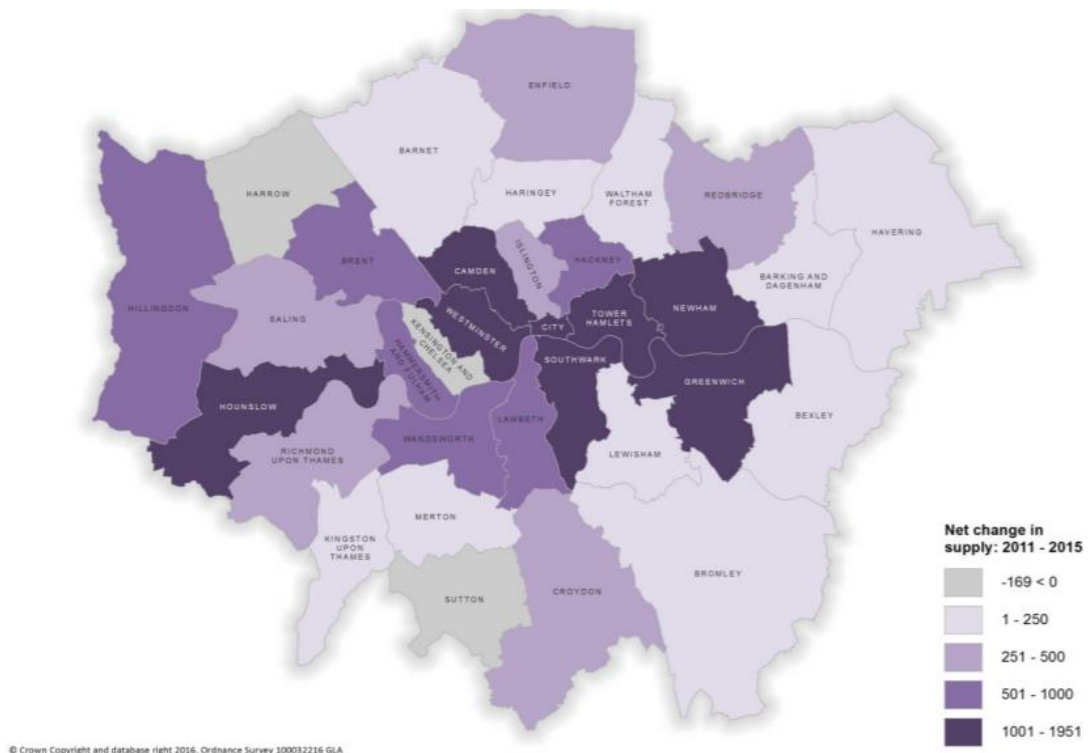 ENFIELD
BARNET
HARROW
HARINGEY
WALTHAM
FOREST
REDBRIDGE
HAVERING
BRENT
CAMDEN
ISLINGTON
HACKNEY
BARKING AND
DAGENHAM
HILLINGDON
EALING
KENSINGTON AND
CHELSEA
WESTMINSTER
CITY
TOWER
HAMLETS
NEWHAM
HAMMERSMITH
AND FULHAM
SOUTHWARK
GREENWICH
HOUNSLOW
LAMBETH
BEXLEY
WANDSWORTH
RICHMOND
UPON THAMES
LEWISHAM
MERTON
KINGSTON
UPON
THAMES
SUTTON
CROYDON
BROMLEY
Net change in
supply: 2011 - 2015
-169 < 0
1 - 250
251 - 500
501 - 1000
1001 - 1951
© Crown Copyright and database right 2016. Ordnance Survey 100032216 GLA